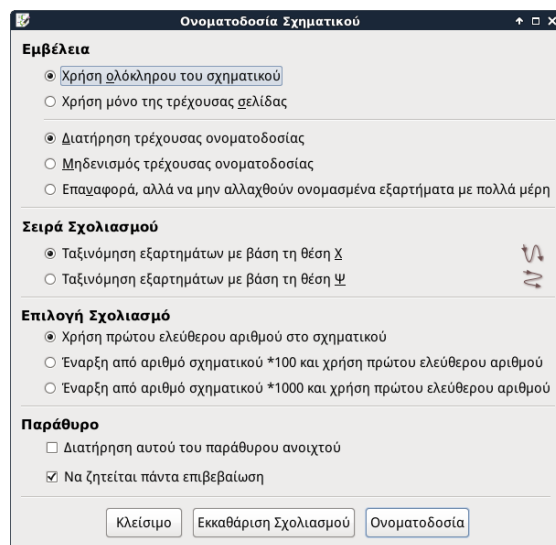 Ονοματοδοσία Σχηματικού
Εμβέλεια
Χρήση ολόκληρου του σχηματικού
Χρήση μόνο της τρέχουσας σελίδας
Διατήρηση τρέχουσας ονοματοδοσίας
Μηδενισμός τρέχουσας ονοματοδοσίας
Επαναφορά, αλλά να μην αλλαχθούν ονομασμένα εξαρτήματα με πολλά μέρη
Σειρά Σχολιασμού
Ταξινόμηση εξαρτημάτων με βάση τη θέση Χ
Ταξινόμηση εξαρτημάτων με βάση τη θέση Ψ
Επιλογή Σχολιασμό
Χρήση πρώτου ελεύθερου αριθμού στο σχηματικού
Έναρξη από αριθμό σχηματικού *100 και χρήση πρώτου ελεύθερου αριθμού
Έναρξη από αριθμό σχηματικού *1000 και χρήση πρώτου ελεύθερου αριθμού
Παράθυρο
Διατήρηση αυτού του παράθυρου ανοιχτού
Να ζητείται πάντα επιβεβαίωση
Κλείσιμο Εκκαθάριση Σχολιασμού Ονοματοδοσία